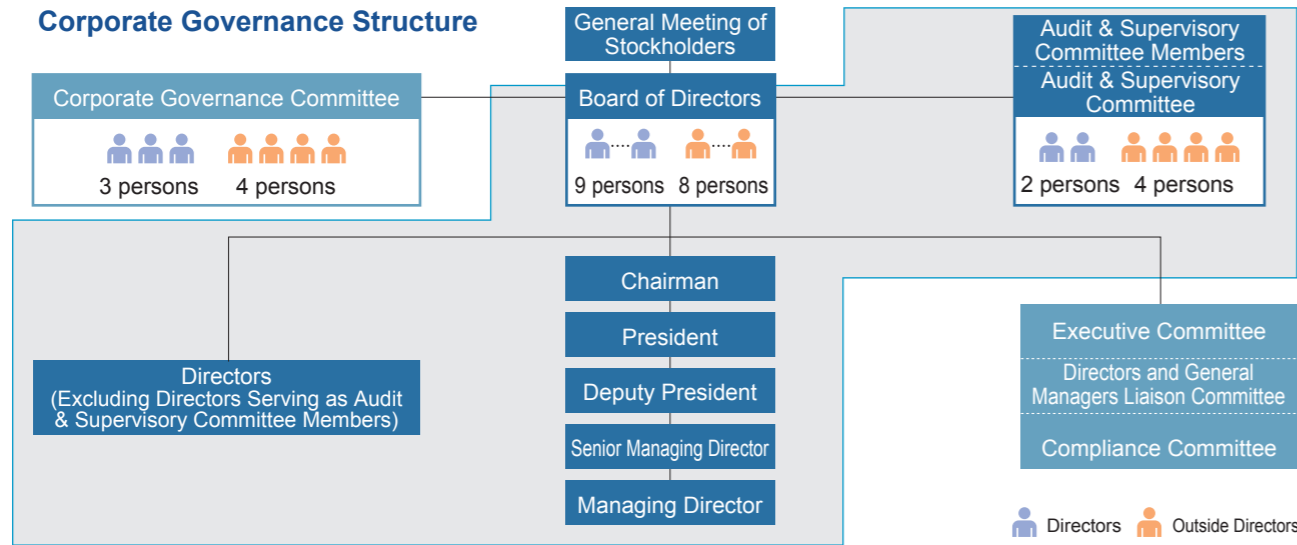 Corporate Governance Structure
General Meeting of
Stockholders
Audit & Supervisory
Committee Members
Audit & Supervisory
Committee
Corporate Governance Committee
Board of Directors
3 persons
4 persons
9 persons
8 persons
2 persons
4 persons
Chairman
President
Deputy President
Senior Managing Director
Managing Director
Directors
(Excluding Directors Serving as Audit
& Supervisory Committee Members)
Executive Committee
Directors and General
Managers Liaison Committee
Compliance Committee
Directors
Outside Directors